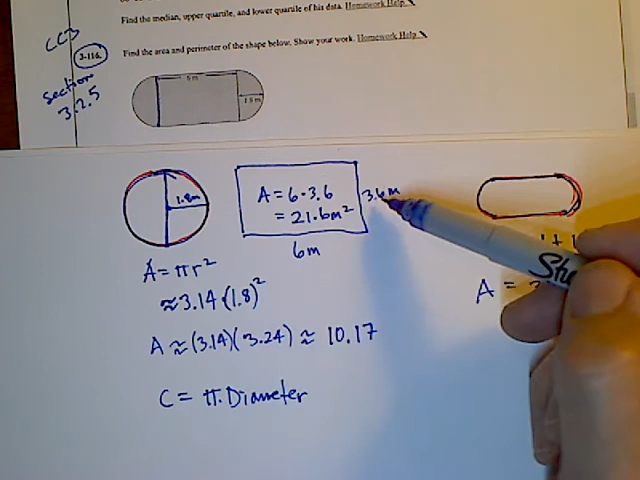 Find the median, upper quartile, and lower quartile of his data. Homework Help
CC3
3-116.
Find the area and perimeter of the shape below. Show your work. Homework Help
section
3.2.5
6 m
1.8 m
1.8m
A = 6·3.6
= 21.6m²
3.6m
6m
A = πr²
≈ 3.14·(1.8)²
A ≈ (3.14)(3.24) ≈ 10.17
C = π·Diameter
A =
Sha